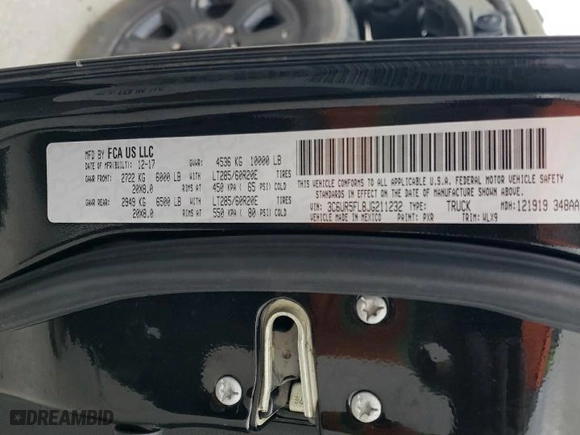 MFD BY FCA US LLC
DATE OF MFR(BUILT): 12-17 GVWR: 4536 KG 10000 LB
GAWR FRONT: 2722 KG 6000 LB TIRES LT285/60R20E
20X8.0 RIMS AT 450 KPA ( 65 PSI) COLD
GAWR REAR: 2949 KG 6500 LB TIRES LT285/60R20E
20X8.0 RIMS AT 550 KPA ( 80 PSI) COLD
THIS VEHICLE CONFORMS TO ALL APPLICABLE U.S.A. FEDERAL MOTOR VEHICLE SAFETY
STANDARDS IN EFFECT ON THE DATE OF MANUFACTURE SHOWN ABOVE.
VIN: 3C6UR5FL8JG211232 TYPE: TRUCK MDH: 121919 348AA
VEHICLE MADE IN MEXICO PAINT: PXR TRIM: WLX9
DREAMBID